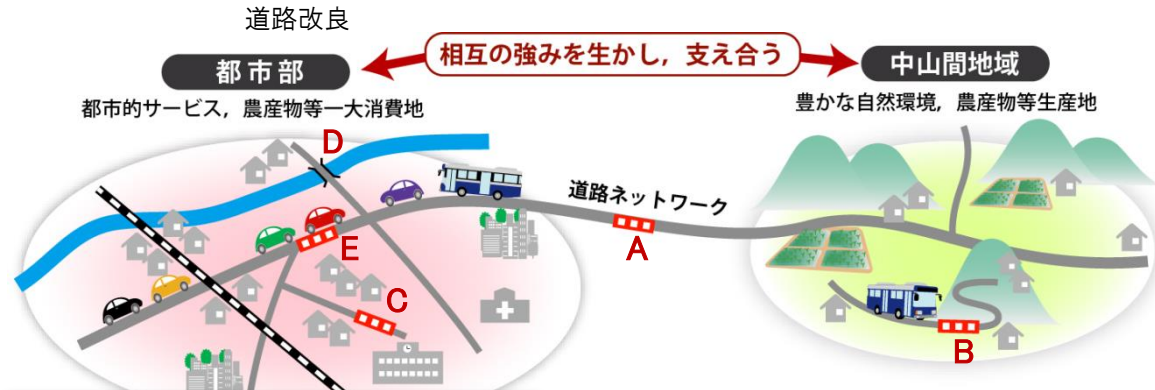 道路改良
相互の強みを生かし，支え合う
都市部
中山間地域
都市的サービス，農産物等一大消費地
豊かな自然環境，農産物等生産地
D
道路ネットワーク
E
A
C
B